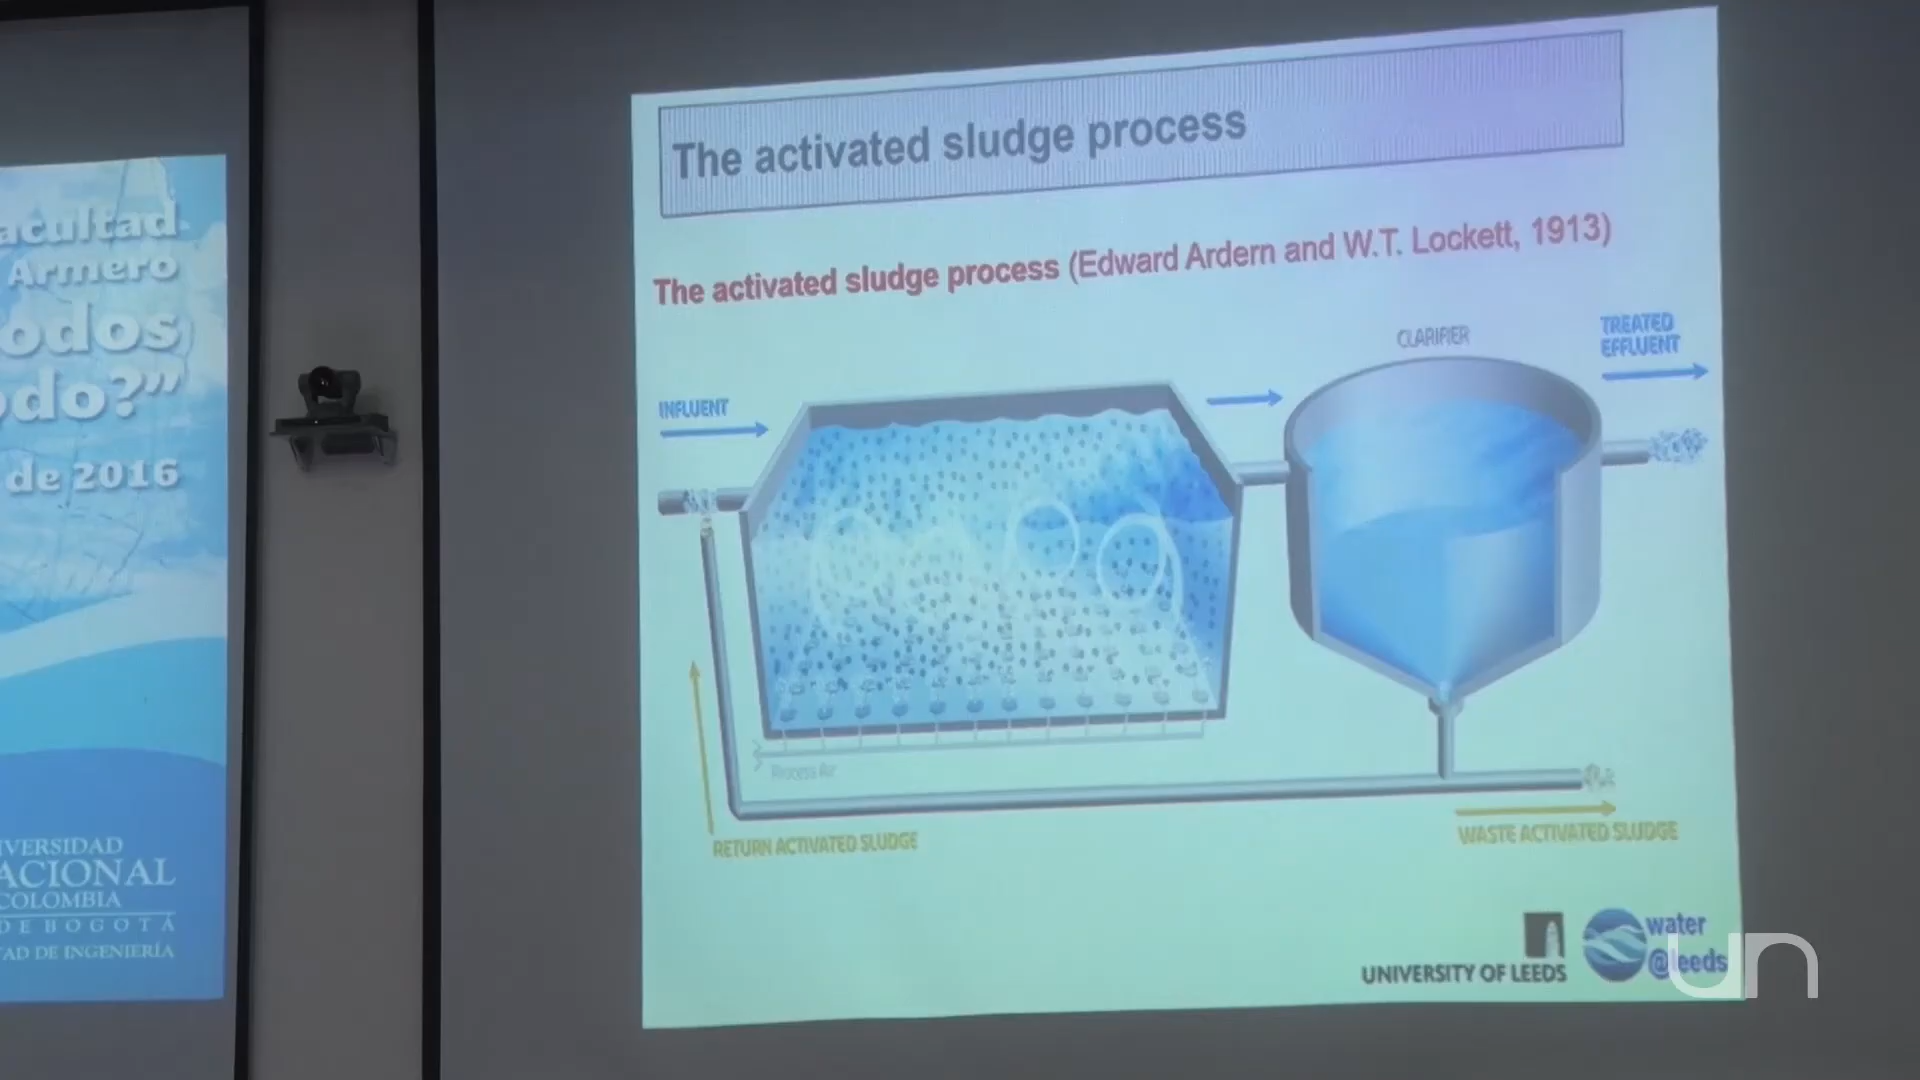 acultad
Armero
odos
odo?”
de 2016
IVERSIDAD
ACIONAL
COLOMBIA
DE BOGOTÁ
TAD DE INGENIERÍA
The activated sludge process
The activated sludge process (Edward Ardern and W.T. Lockett, 1913)
CLARIFIER
TREATED
EFFLUENT
INFLUENT
Process Air
RETURN ACTIVATED SLUDGE
WASTE ACTIVATED SLUDGE
UNIVERSITY OF LEEDS
water
@leeds
un